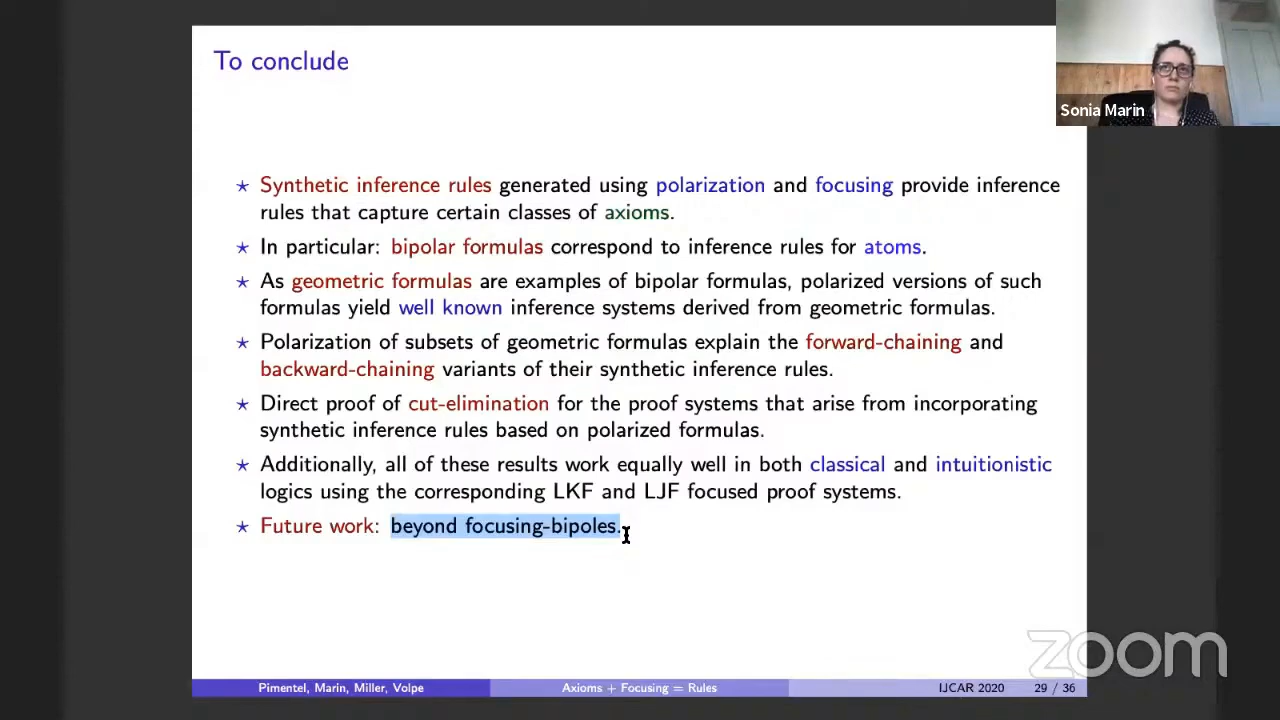 To conclude
Sonia Marin
⋆ Synthetic inference rules generated using polarization and focusing provide inference
rules that capture certain classes of axioms.
⋆ In particular: bipolar formulas correspond to inference rules for atoms.
⋆ As geometric formulas are examples of bipolar formulas, polarized versions of such
formulas yield well known inference systems derived from geometric formulas.
⋆ Polarization of subsets of geometric formulas explain the forward-chaining and
backward-chaining variants of their synthetic inference rules.
⋆ Direct proof of cut-elimination for the proof systems that arise from incorporating
synthetic inference rules based on polarized formulas.
⋆ Additionally, all of these results work equally well in both classical and intuitionistic
logics using the corresponding LKF and LJF focused proof systems.
⋆ Future work: beyond focusing-bipoles.
zoom
Pimentel, Marin, Miller, Volpe Axioms + Focusing = Rules IJCAR 2020 29 / 36